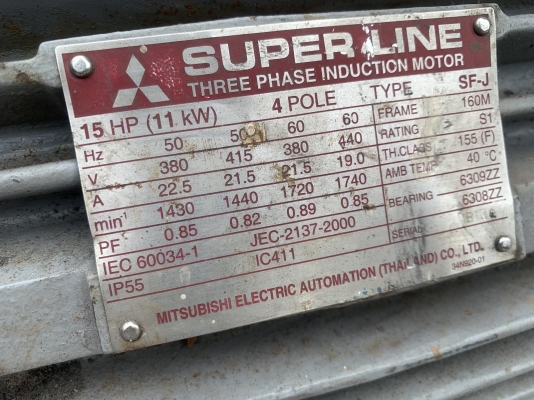 SUPER LINE
THREE PHASE INDUCTION MOTOR
15 HP (11 kW) 4 POLE TYPE SF-J
Hz 50 50 60 60 FRAME 160M
V 380 415 380 440 RATING S1
A 22.5 21.5 21.5 19.0 TH.CLASS 155 (F)
min-1 1430 1440 1720 1740 AMB TEMP 40 °C
PF 0.85 0.82 0.89 0.85 BEARING 6309ZZ
6308ZZ
IEC 60034-1 JEC-2137-2000 SERIAL
IP55 IC411
MITSUBISHI ELECTRIC AUTOMATION (THAILAND) CO., LTD.
34NB20-01